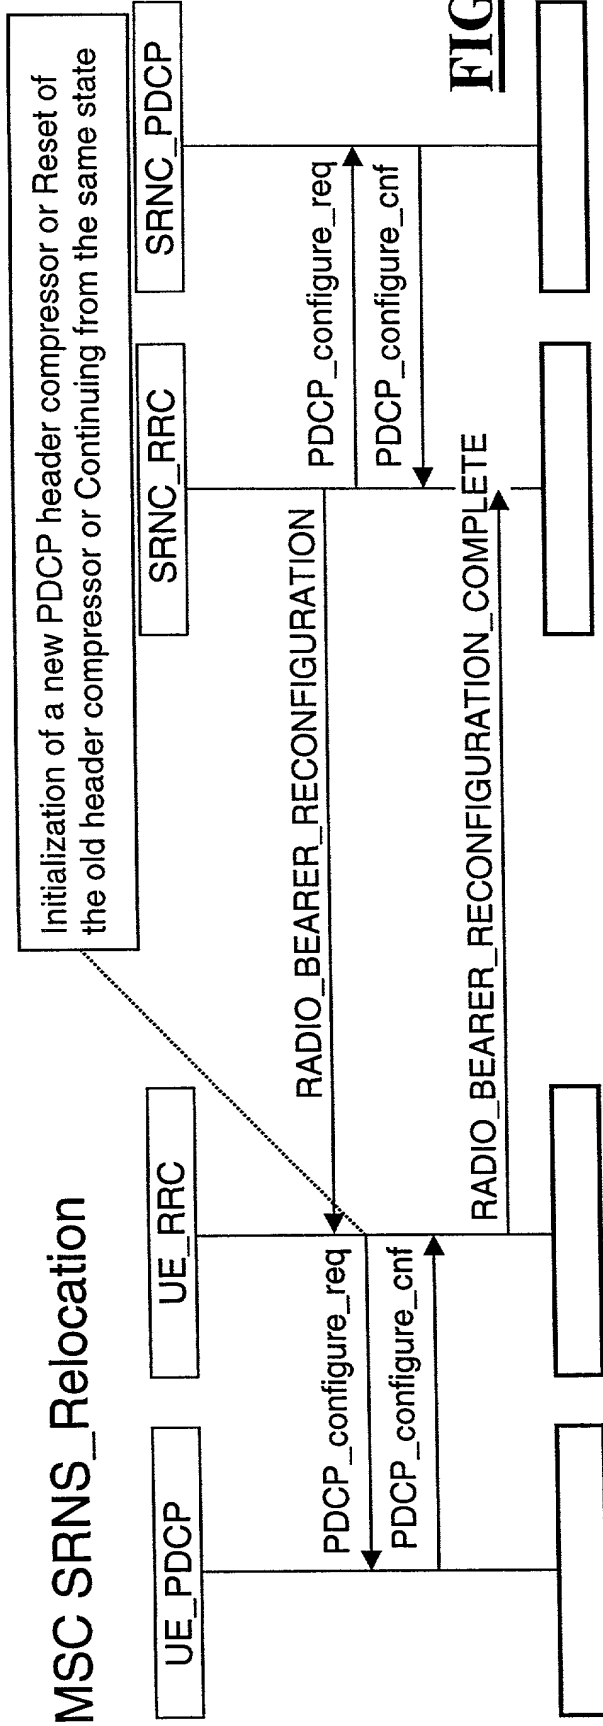 MSC SRNS_Relocation
Initialization of a new PDCP header compressor or Reset of
the old header compressor or Continuing from the same state
UE_PDCP
UE_RRC
SRNC_RRC
SRNC_PDCP
RADIO_BEARER_RECONFIGURATION
PDCP_configure_req
PDCP_configure_req
PDCP_configure_cnf
PDCP_configure_cnf
RADIO_BEARER_RECONFIGURATION_COMPLETE
FIG